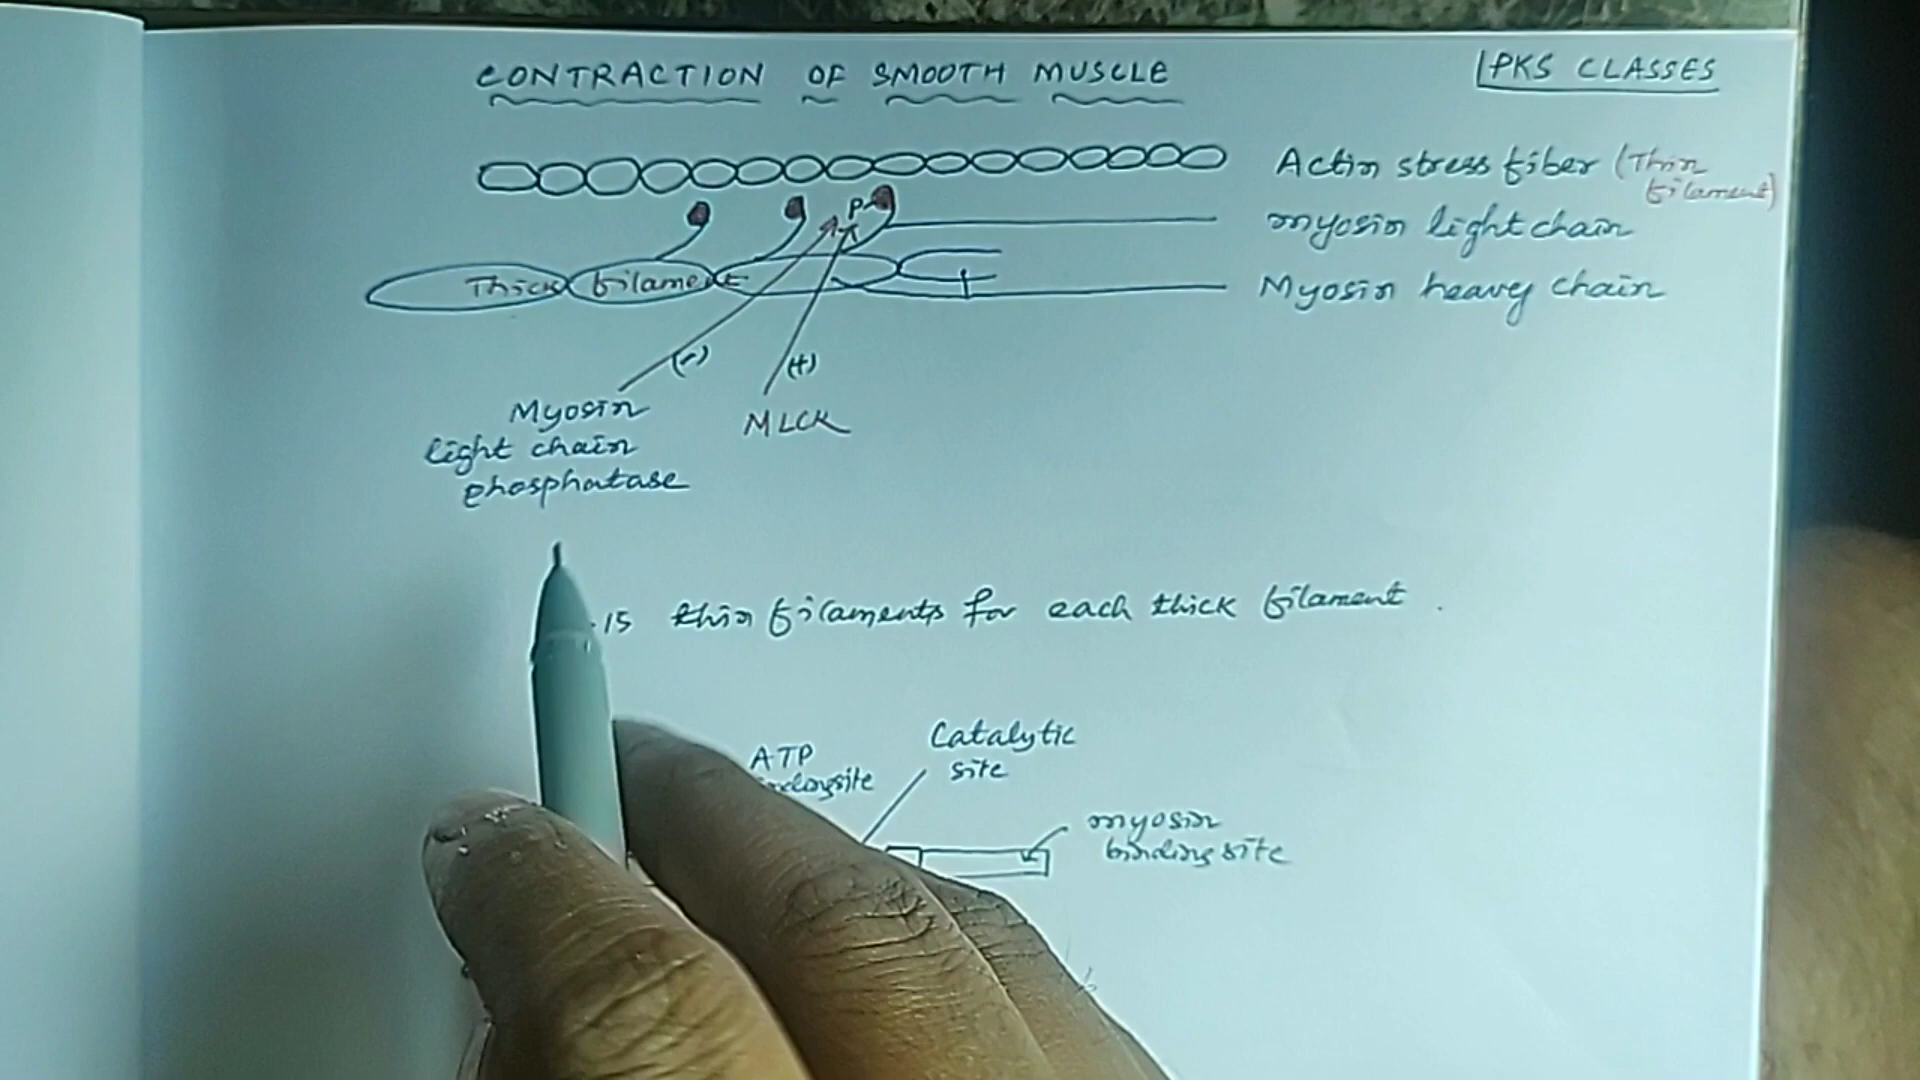 CONTRACTION OF SMOOTH MUSCLE
PKS CLASSES
Actin stress fiber (Thin filament)
myosin light chain
P
Thick filament
Myosin heavy chain
(-)
(+)
Myosin
light chain
phosphatase
MLCK
15 thin filaments for each thick filament.
ATP
Catalytic
site
myosin
binding site